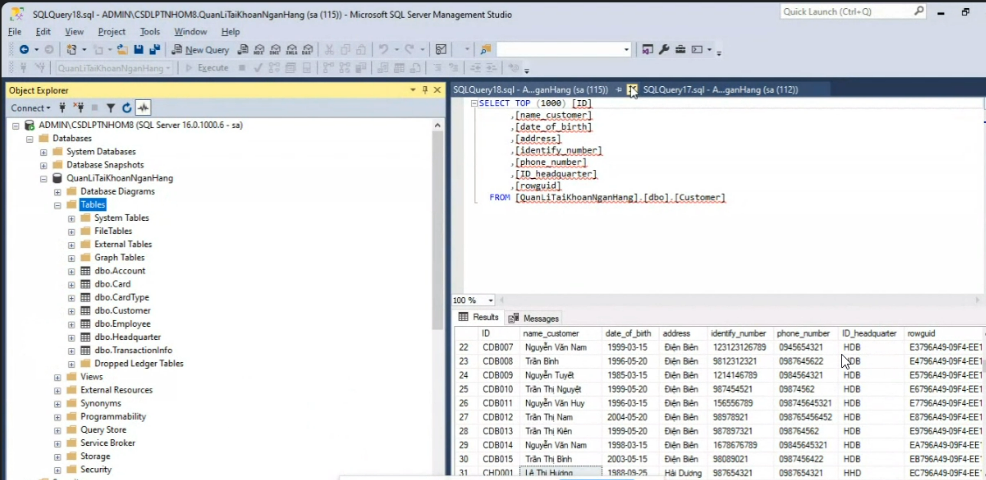 SQLQuery18.sql - ADMIN\CSDLPTNHOM8.QuanLiTaiKhoanNganHang (sa (115)) - Microsoft SQL Server Management Studio
Quick Launch (Ctrl+Q)
File Edit View Project Tools Window Help
New Query
QuanLiTaiKhoanNganHang Execute
Object Explorer
SQLQuery18.sql - A...ganHang (sa (115))
SQLQuery17.sql - A...ganHang (sa (112))
Connect
ADMIN\CSDLPTNHOM8 (SQL Server 16.0.1000.6 - sa)
Databases
System Databases
Database Snapshots
QuanLiTaiKhoanNganHang
Database Diagrams
Tables
System Tables
FileTables
External Tables
Graph Tables
dbo.Account
dbo.Card
dbo.CardType
dbo.Customer
dbo.Employee
dbo.Headquarter
dbo.TransactionInfo
Dropped Ledger Tables
Views
External Resources
Synonyms
Programmability
Query Store
Service Broker
Storage
Security
SELECT TOP (1000) [ID]
,[name_customer]
,[date_of_birth]
,[address]
,[identify_number]
,[phone_number]
,[ID_headquarter]
,[rowguid]
FROM [QuanLiTaiKhoanNganHang].[dbo].[Customer]
100 %
Results Messages
ID name_customer date_of_birth address identify_number phone_number ID_headquarter rowguid
22 CDB007 Nguyễn Văn Nam 1999-03-15 Điện Biên 123123126789 0945654321 HDB E3796A49-09F4-EE1
23 CDB008 Trần Bình 1996-05-20 Điện Biên 9812312321 0987645622 HDB E4796A49-09F4-EE1
24 CDB009 Nguyễn Tuyết 1985-03-15 Điện Biên 1214146789 0984564321 HDB E5796A49-09F4-EE1
25 CDB010 Trần Thị Nguyệt 1999-05-20 Điện Biên 987454521 09874562 HDB E6796A49-09F4-EE1
26 CDB011 Nguyễn Văn Huy 1996-03-15 Điện Biên 156556789 098745645321 HDB E7796A49-09F4-EE1
27 CDB012 Trần Thị Nam 2004-05-20 Điện Biên 98978921 098765456452 HDB E8796A49-09F4-EE1
28 CDB013 Trần Thị Kiên 1999-05-20 Điện Biên 987897321 098764562 HDB E9796A49-09F4-EE1
29 CDB014 Nguyễn Văn Nam 1998-03-15 Điện Biên 1678676789 09845645321 HDB EA796A49-09F4-EE1
30 CDB015 Trần Thị Bình 2003-05-15 Điện Biên 98089021 0987456422 HDB EB796A49-09F4-EE1
31 CHD001 Lê Thị Hương 1988-09-25 Hải Dương 987654321 0987654321 HHD EC796A49-09F4-EE1